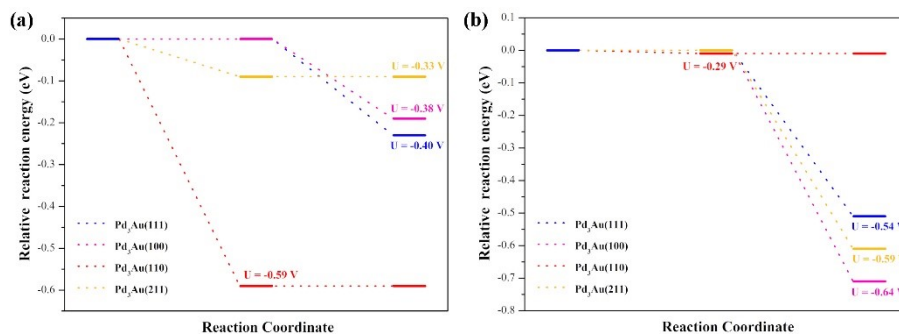 (a)
Relative reaction energy (eV)
0.0
-0.1
-0.2
-0.3
-0.4
-0.5
-0.6
U = -0.33 V
U = -0.38 V
U = -0.40 V
U = -0.59 V
Pd3Au(111)
Pd3Au(100)
Pd3Au(110)
Pd3Au(211)
Reaction Coordinate
(b)
Relative reaction energy (eV)
0.1
0.0
-0.1
-0.2
-0.3
-0.4
-0.5
-0.6
-0.7
-0.8
U = -0.29 V
U = -0.54 V
U = -0.59 V
U = -0.64 V
Pd3Au(111)
Pd3Au(100)
Pd3Au(110)
Pd3Au(211)
Reaction Coordinate